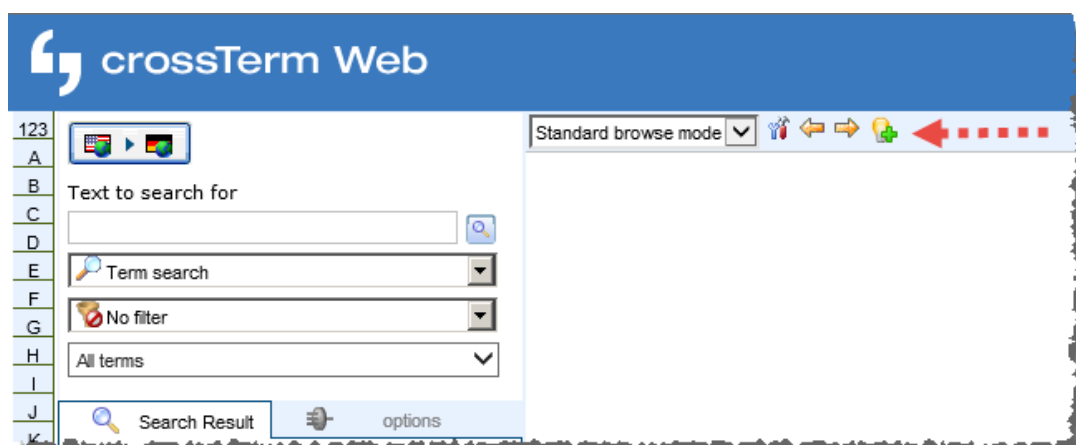 crossTerm Web
123
A
B
C
D
E
F
G
H
I
J
K
Text to search for
Term search
No filter
All terms
Search Result
options
Standard browse mode